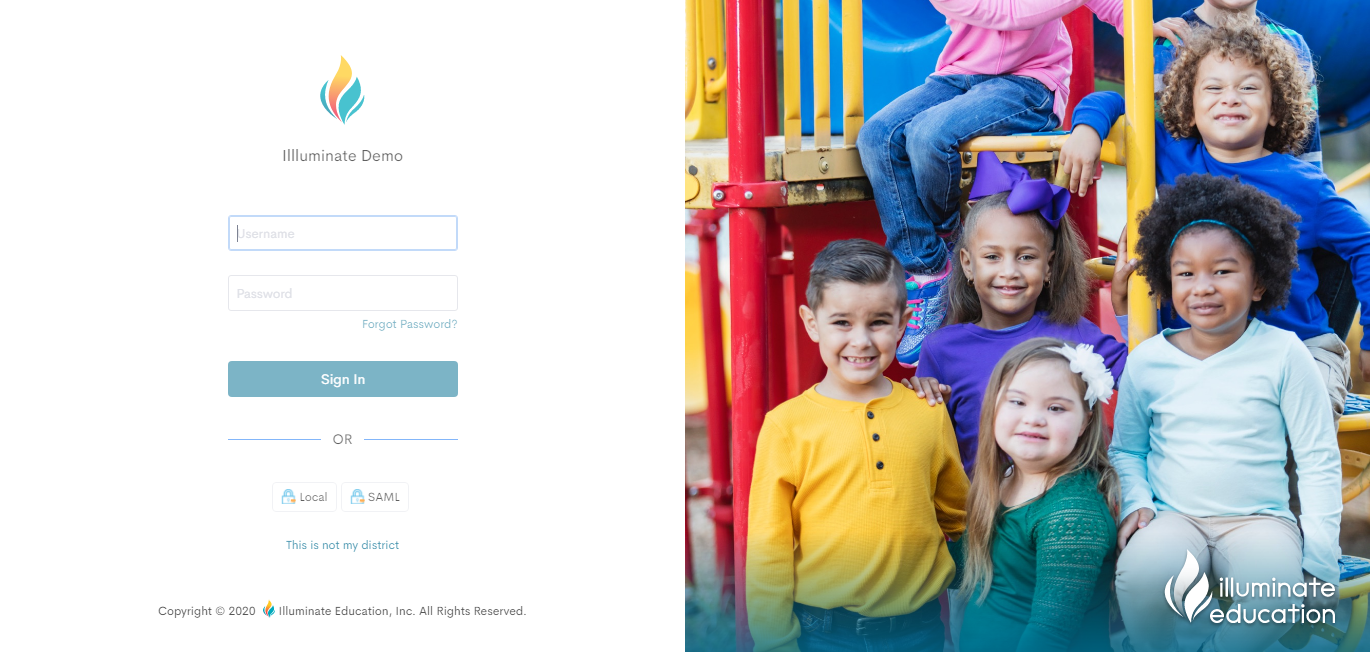 Illluminate Demo
Username
Password
Forgot Password?
Sign In
OR
Local SAML
This is not my district
Copyright © 2020 Illuminate Education, Inc. All Rights Reserved.
illuminate
education